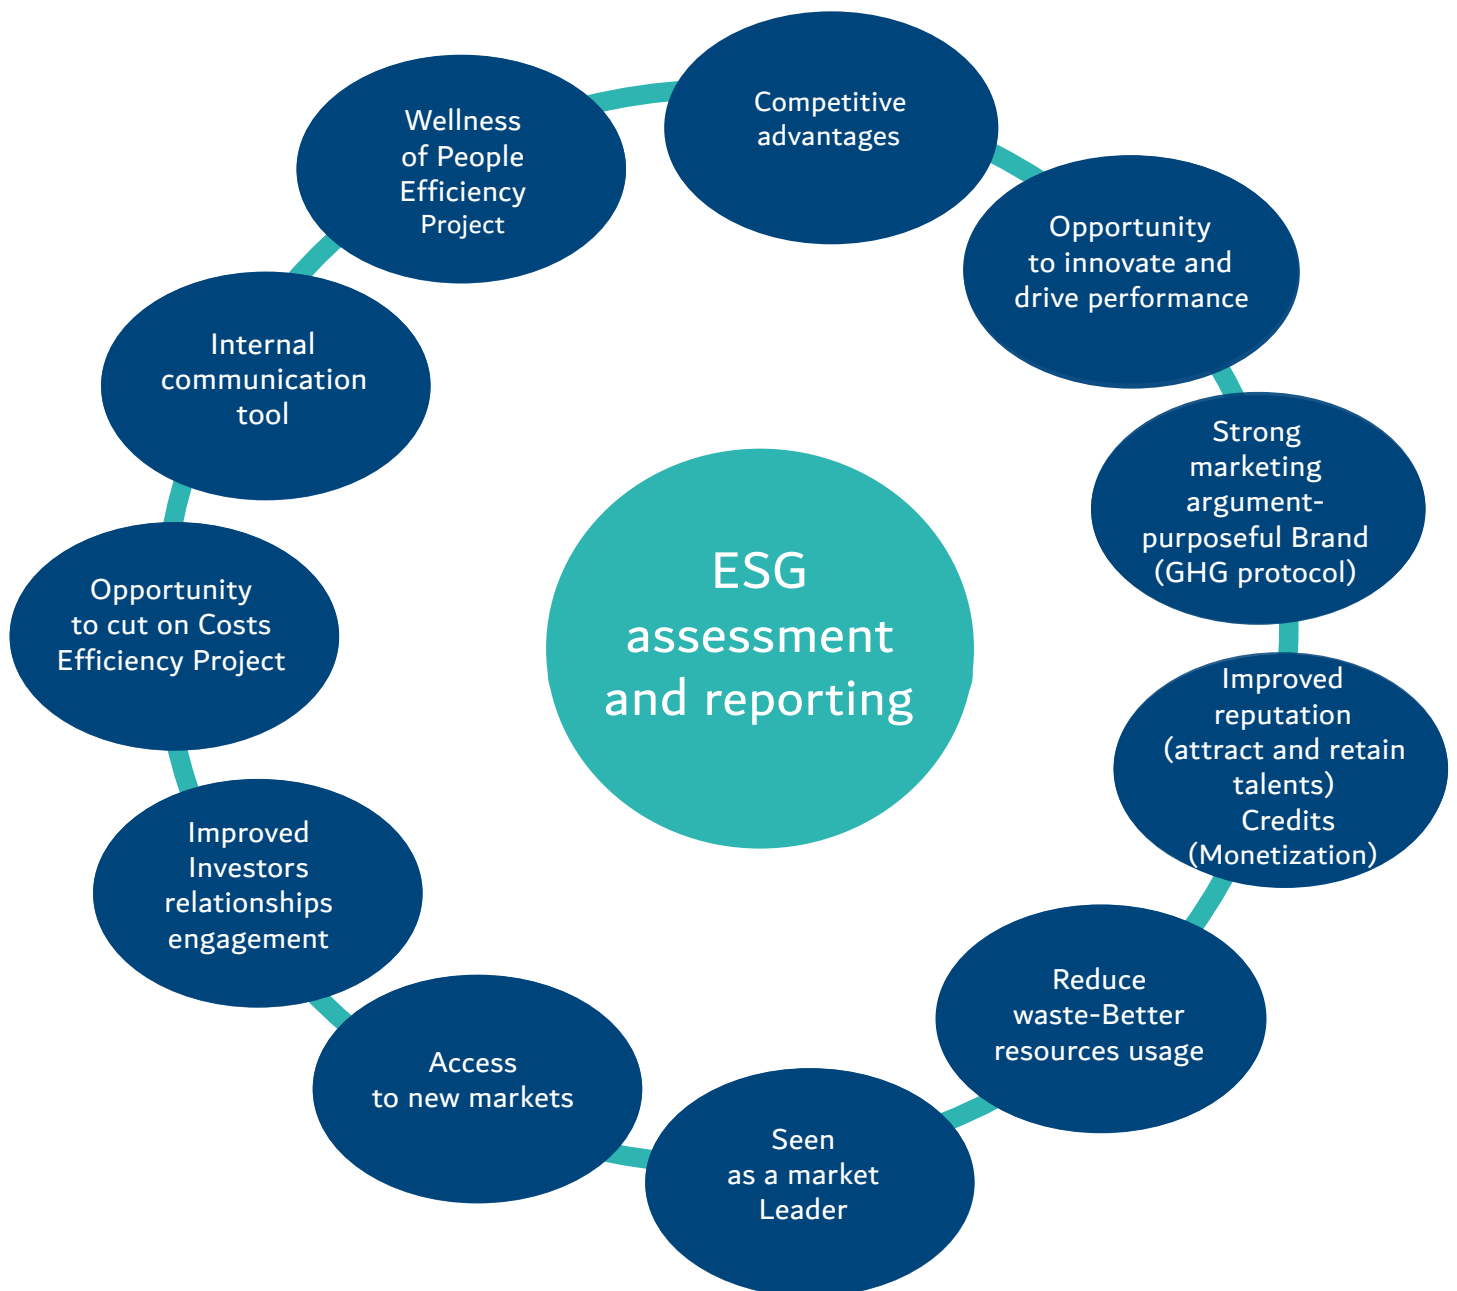 Competitive
advantages
Opportunity
to innovate and
drive performance
Strong
marketing
argument-
purposeful Brand
(GHG protocol)
Improved
reputation
(attract and retain
talents)
Credits
(Monetization)
Reduce
waste-Better
resources usage
Seen
as a market
Leader
Access
to new markets
Improved
Investors
relationships
engagement
Opportunity
to cut on Costs
Efficiency Project
Internal
communication
tool
Wellness
of People
Efficiency
Project
ESG
assessment
and reporting